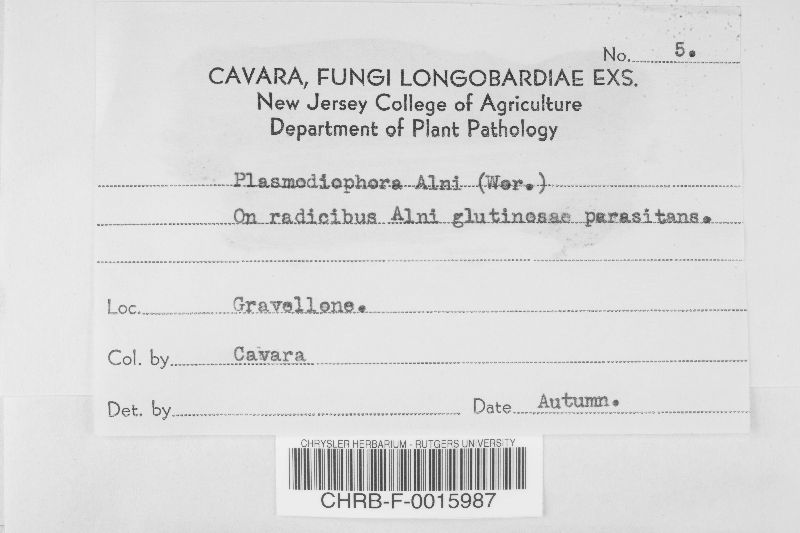 No. 5.
CAVARA, FUNGI LONGOBARDIAE EXS.
New Jersey College of Agriculture
Department of Plant Pathology
Plasmodiophora Alni (Wor.)
On radicibus Alni glutinosae parasitans.
Loc. Gravellone.
Col. by Cavara
Det. by
Date Autumn.
CHRYSLER HERBARIUM - RUTGERS UNIVERSITY
CHRB-F-0015987